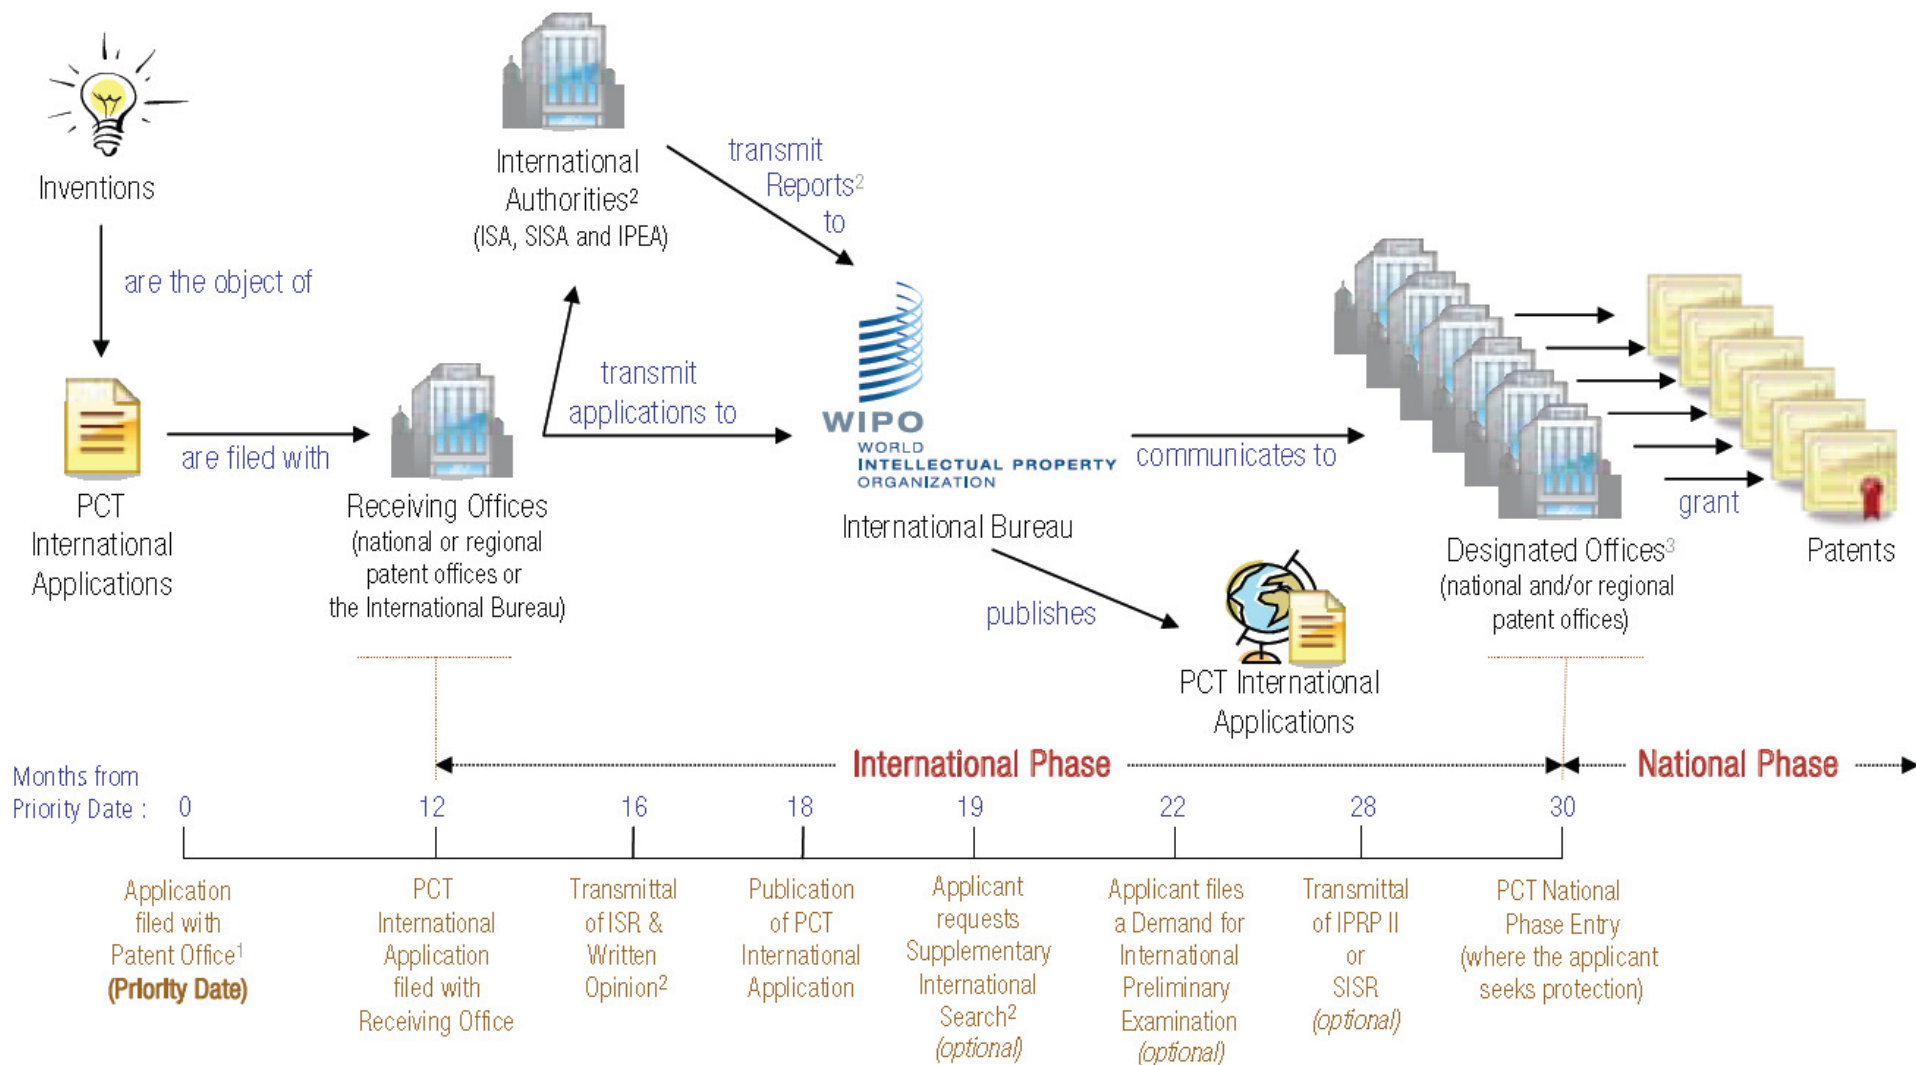 Inventions
are the object of
PCT
International
Applications
are filed with
Receiving Offices
(national or regional
patent offices or
the International Bureau)
International
Authorities²
(ISA, SISA and IPEA)
transmit
Reports²
to
transmit
applications to
WIPO
WORLD
INTELLECTUAL PROPERTY
ORGANIZATION
International Bureau
publishes
PCT International
Applications
communicates to
Designated Offices³
(national and/or regional
patent offices)
grant
Patents
International Phase
National Phase
Months from
Priority Date : 0 12 16 18 19 22 28 30
Application
filed with
Patent Office¹
(Priority Date)
PCT
International
Application
filed with
Receiving Office
Transmittal
of ISR &
Written
Opinion²
Publication
of PCT
International
Application
Applicant
requests
Supplementary
International
Search²
(optional)
Applicant files
a Demand for
International
Preliminary
Examination
(optional)
Transmittal
of IPRP II
or
SISR
(optional)
PCT National
Phase Entry
(where the applicant
seeks protection)